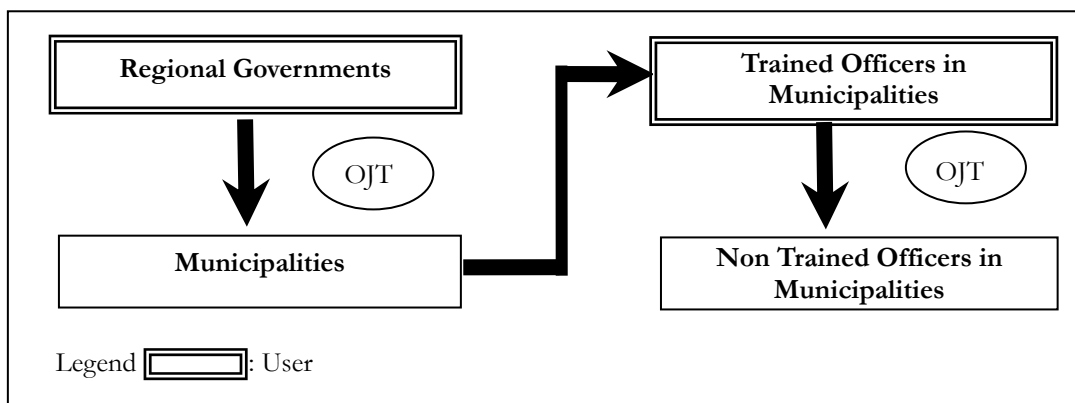 Regional Governments
OJT
Municipalities
Trained Officers in
Municipalities
OJT
Non Trained Officers in
Municipalities
Legend : User